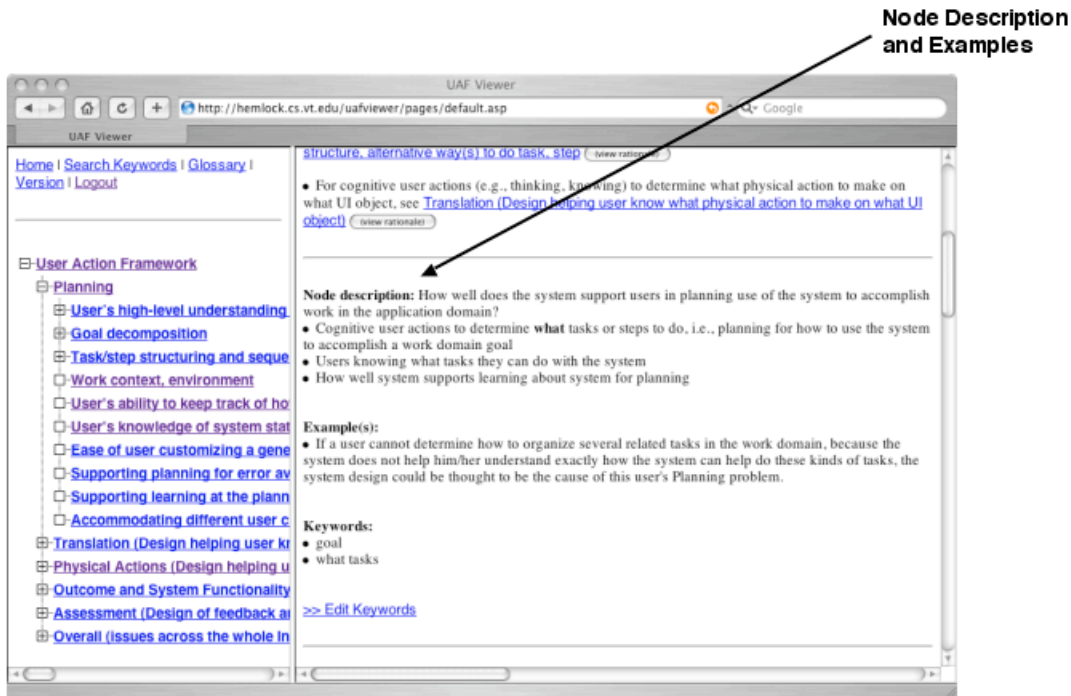 Node Description
and Examples
UAF Viewer
http://hemlock.cs.vt.edu/uafviewer/pages/default.asp
Google
UAF Viewer
Home | Search Keywords | Glossary |
Version | Logout
User Action Framework
Planning
User's high-level understanding
Goal decomposition
Task/step structuring and seque
Work context, environment
User's ability to keep track of ho
User's knowledge of system stat
Ease of user customizing a gene
Supporting planning for error av
Supporting learning at the plann
Accommodating different user c
Translation (Design helping user kn
Physical Actions (Design helping u
Outcome and System Functionality
Assessment (Design of feedback an
Overall (issues across the whole In
structure, alternative way(s) to do task, step (view rationale)
• For cognitive user actions (e.g., thinking, knowing) to determine what physical action to make on
what UI object, see Translation (Design helping user know what physical action to make on what UI
object) (view rationale)
Node description: How well does the system support users in planning use of the system to accomplish
work in the application domain?
• Cognitive user actions to determine what tasks or steps to do, i.e., planning for how to use the system
to accomplish a work domain goal
• Users knowing what tasks they can do with the system
• How well system supports learning about system for planning
Example(s):
• If a user cannot determine how to organize several related tasks in the work domain, because the
system does not help him/her understand exactly how the system can help do these kinds of tasks, the
system design could be thought to be the cause of this user's Planning problem.
Keywords:
• goal
• what tasks
>> Edit Keywords